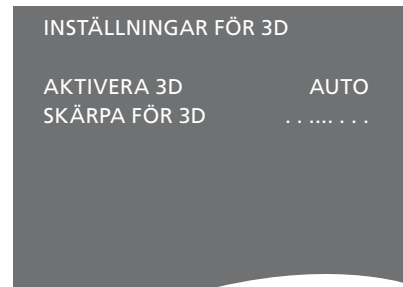 INSTÄLLNINGAR FÖR 3D
AKTIVERA 3D AUTO
SKÄRPA FÖR 3D . . .... . . .